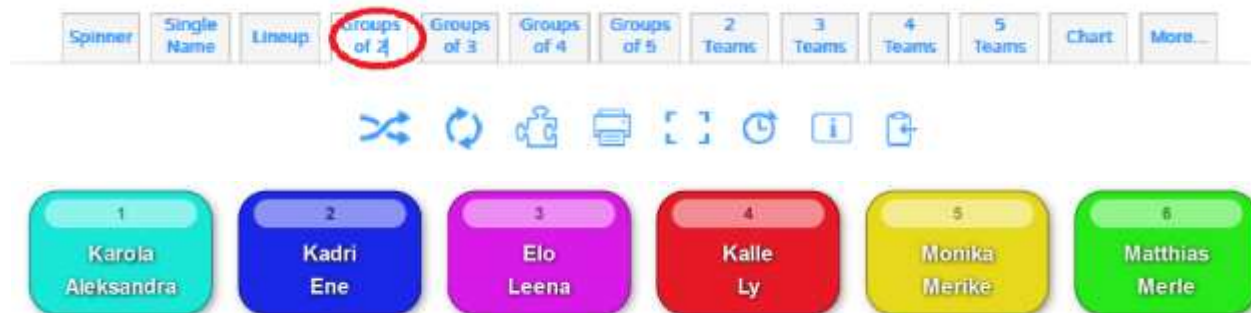 Spinner
Single Name
Lineup
Groups of 2
Groups of 3
Groups of 4
Groups of 5
2 Teams
3 Teams
4 Teams
5 Teams
Chart
More...
i
1
Karola
Aleksandra
2
Kadri
Ene
3
Elo
Leena
4
Kalle
Ly
5
Monika
Merike
6
Matthias
Merle